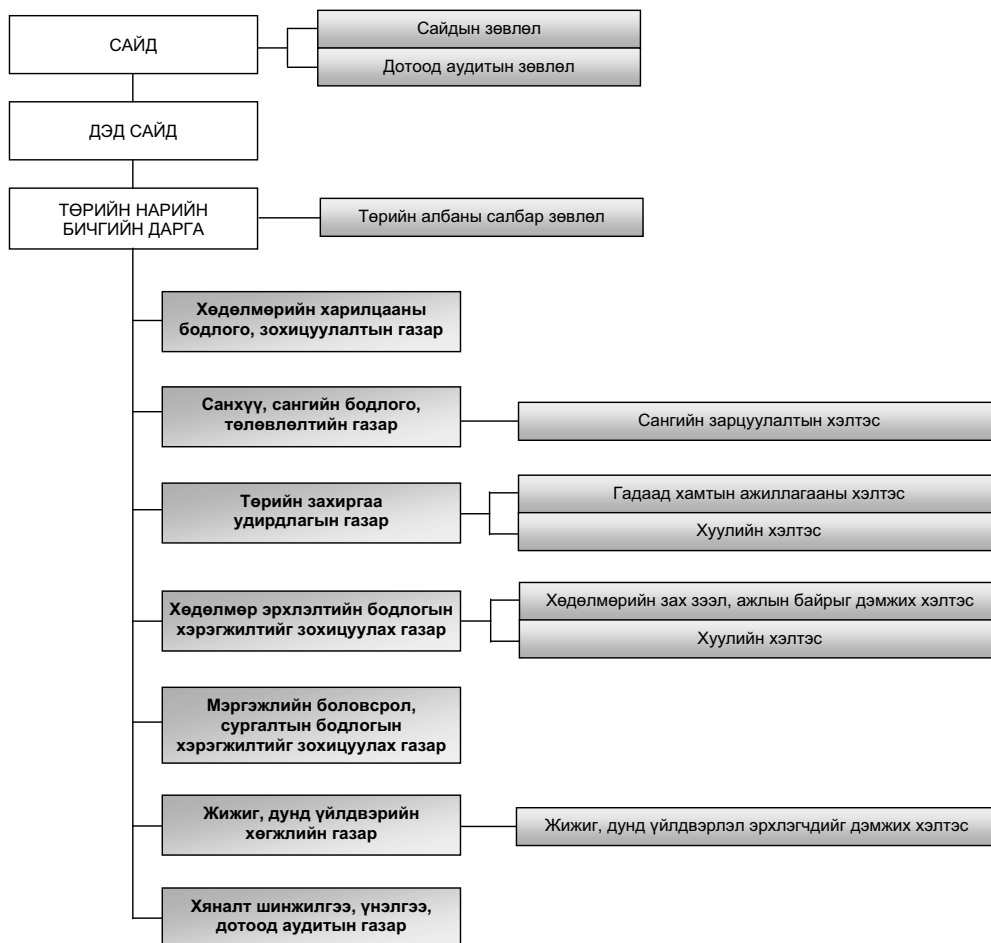 САЙД
Сайдын зөвлөл
Дотоод аудитын зөвлөл
ДЭД САЙД
ТӨРИЙН НАРИЙН
БИЧГИЙН ДАРГА
Төрийн албаны салбар зөвлөл
Хөдөлмөрийн харилцааны
бодлого, зохицуулалтын газар
Санхүү, сангийн бодлого,
төлөвлөлтийн газар
Сангийн зарцуулалтын хэлтэс
Төрийн захиргаа
удирдлагын газар
Гадаад хамтын ажиллагааны хэлтэс
Хуулийн хэлтэс
Хөдөлмөр эрхлэлтийн бодлогын
хэрэгжилтийг зохицуулах газар
Хөдөлмөрийн зах зээл, ажлын байрыг дэмжих хэлтэс
Хуулийн хэлтэс
Мэргэжлийн боловсрол,
сургалтын бодлогын
хэрэгжилтийг зохицуулах газар
Жижиг, дунд үйлдвэрийн
хөгжлийн газар
Жижиг, дунд үйлдвэрлэл эрхлэгчдийг дэмжих хэлтэс
Хяналт шинжилгээ, үнэлгээ,
дотоод аудитын газар